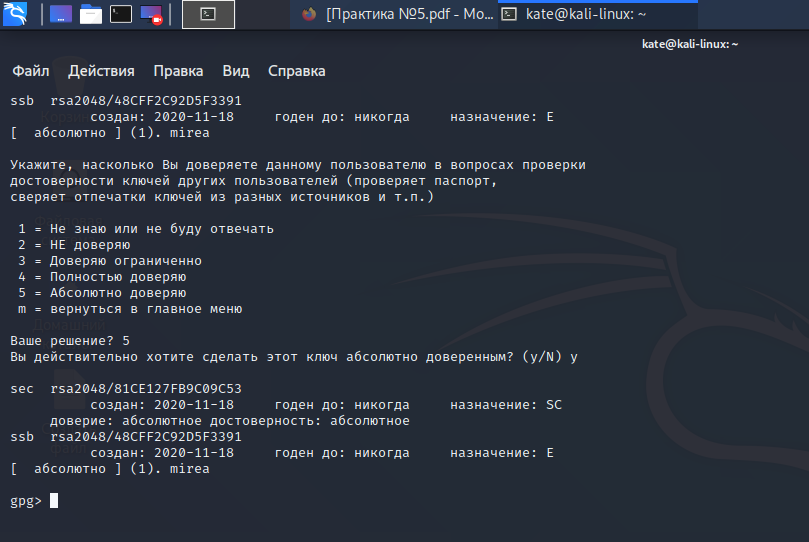 [Практика №5.pdf - Mo...
kate@kali-linux: ~
kate@kali-linux: ~
Файл Действия Правка Вид Справка
ssb rsa2048/48CFF2C92D5F3391
создан: 2020-11-18 годен до: никогда назначение: E
[ абсолютно ] (1). mirea
Укажите, насколько Вы доверяете данному пользователю в вопросах проверки
достоверности ключей других пользователей (проверяет паспорт,
сверяет отпечатки ключей из разных источников и т.п.)
1 = Не знаю или не буду отвечать
2 = НЕ доверяю
3 = Доверяю ограниченно
4 = Полностью доверяю
5 = Абсолютно доверяю
m = вернуться в главное меню
Ваше решение? 5
Вы действительно хотите сделать этот ключ абсолютно доверенным? (y/N) y
sec rsa2048/81CE127FB9C09C53
создан: 2020-11-18 годен до: никогда назначение: SC
доверие: абсолютное достоверность: абсолютное
ssb rsa2048/48CFF2C92D5F3391
создан: 2020-11-18 годен до: никогда назначение: E
[ абсолютно ] (1). mirea
gpg>